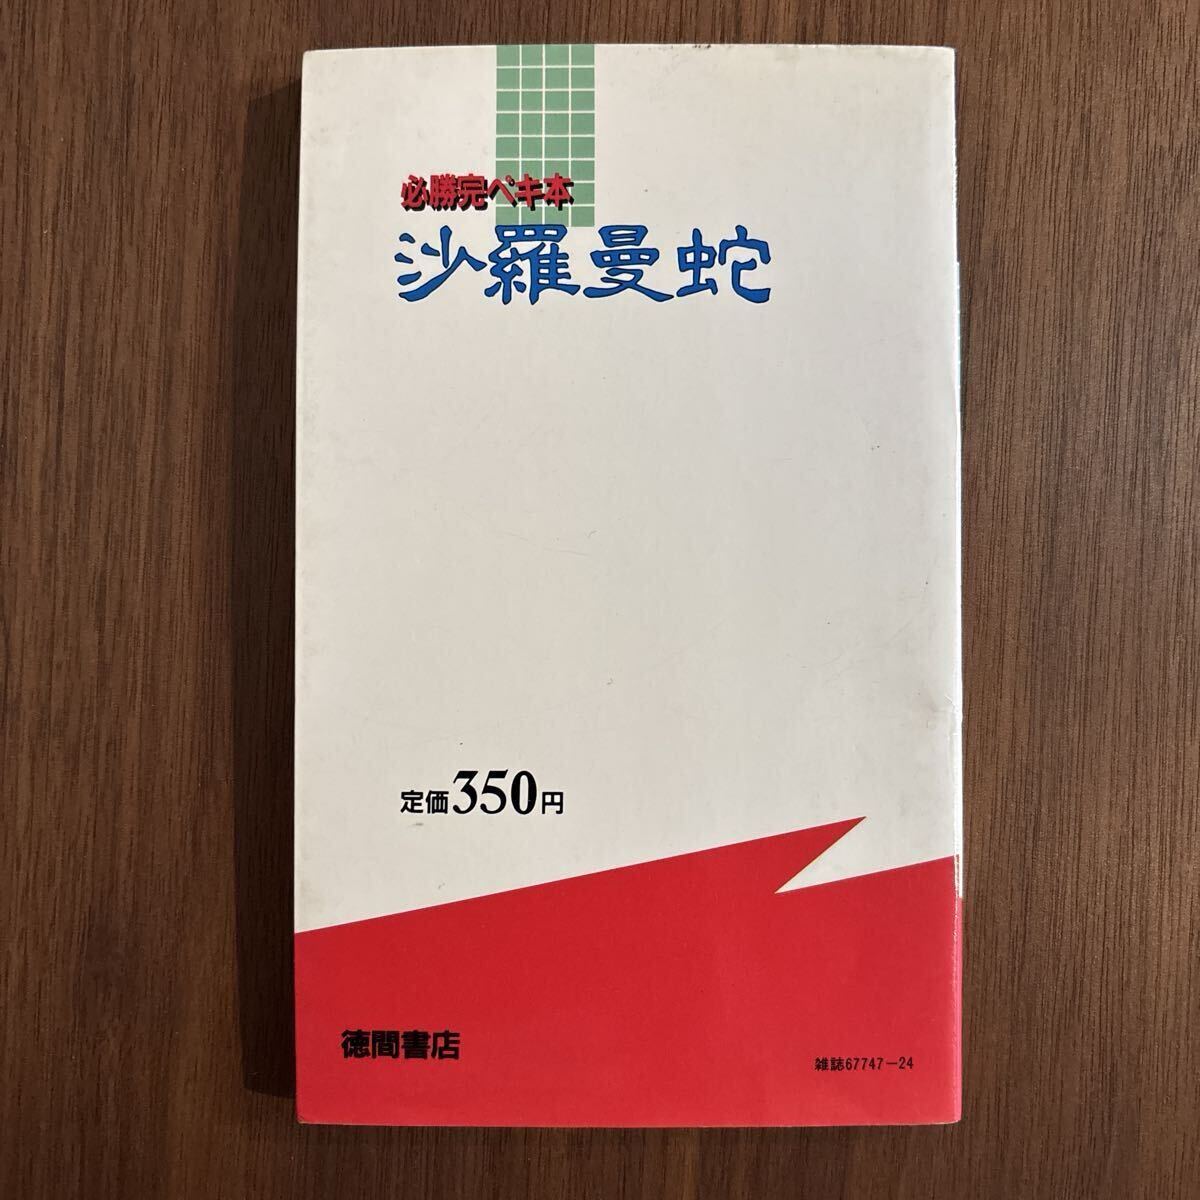 必勝完ペキ本
沙羅曼蛇
定価350円
徳間書店
雑誌67747-24